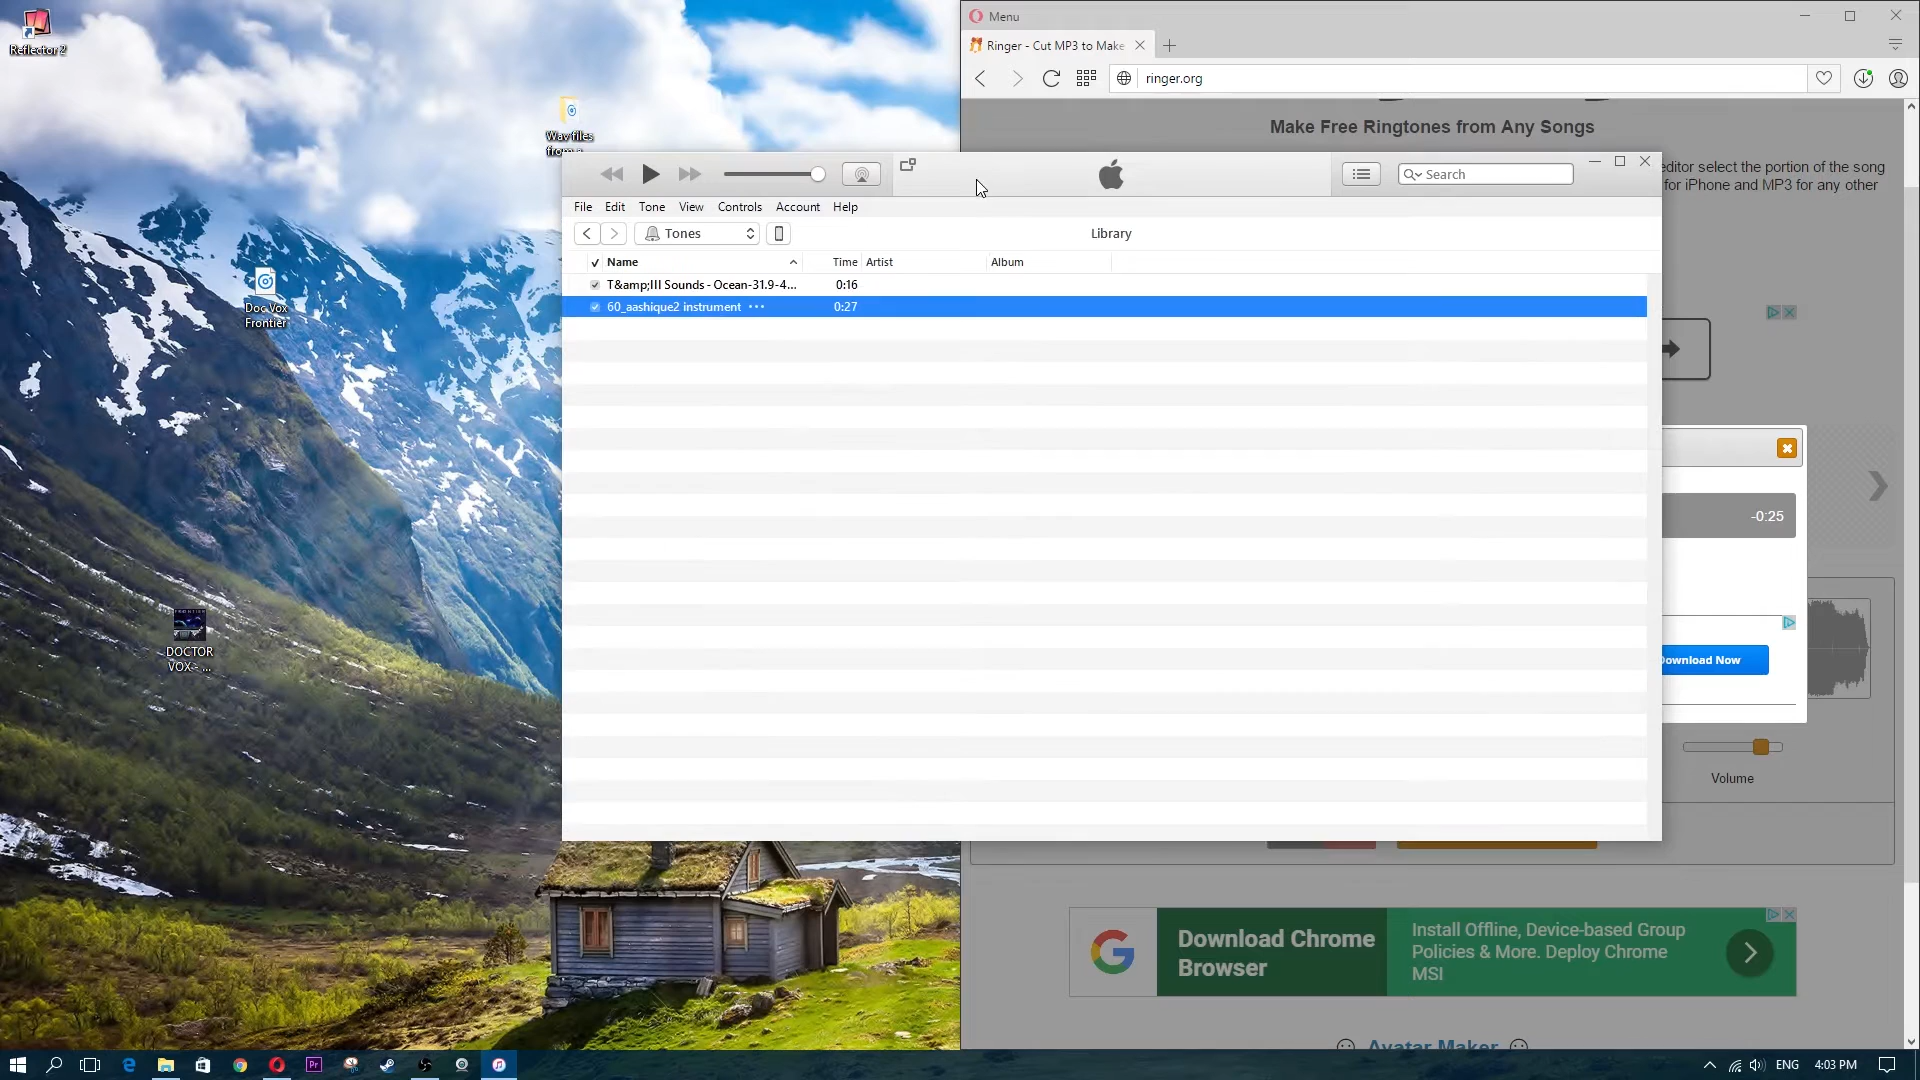 Reflector 2
Wav files
Doc Vox
Frontier
DOCTOR
VOX - ...
Menu
Ringer - Cut MP3 to Make
ringer.org
Make Free Ringtones from Any Songs
editor select the portion of the song
for iPhone and MP3 for any other
Search
File Edit Tone View Controls Account Help
Tones
Library
Name Time Artist Album
T&amp;III Sounds - Ocean-31.9-4... 0:16
60_aashique2 instrument ••• 0:27
-0:25
Download Now
Volume
Download Chrome
Browser
Install Offline, Device-based Group
Policies & More. Deploy Chrome
MSI
Avatar Maker
Pr
ENG 4:03 PM